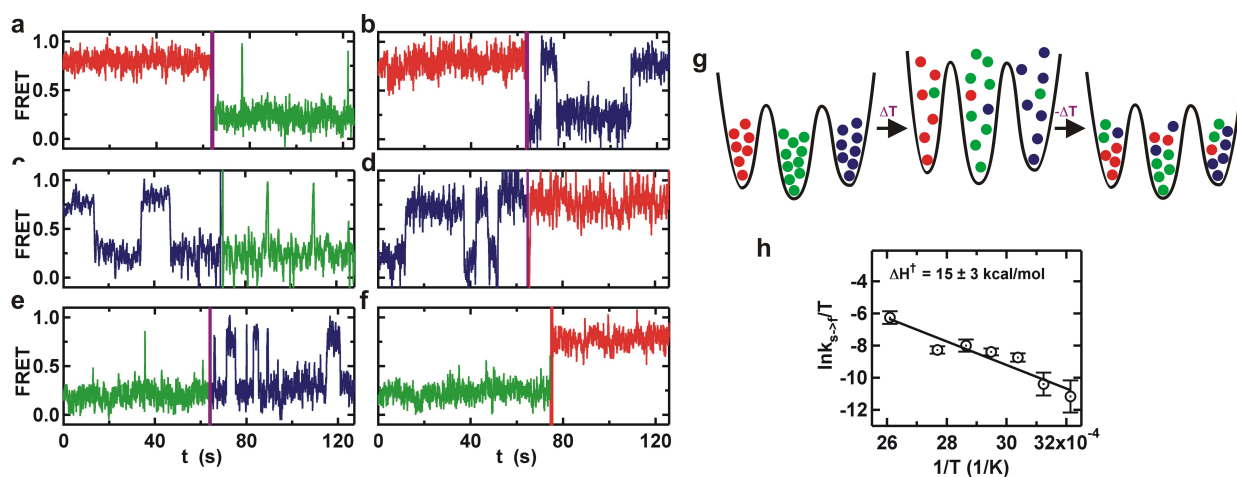 a
1.0
FRET
0.5
0.0
b
c
1.0
FRET
0.5
0.0
d
e
1.0
FRET
0.5
0.0
0
40
80
120
t (s)
f
0
40
80
120
t (s)
g
ΔT
-ΔT
h
ΔH† = 15 ± 3 kcal/mol
-4
-6
-8
-10
-12
lnks->f/T
26
28
30
32x10-4
1/T (1/K)